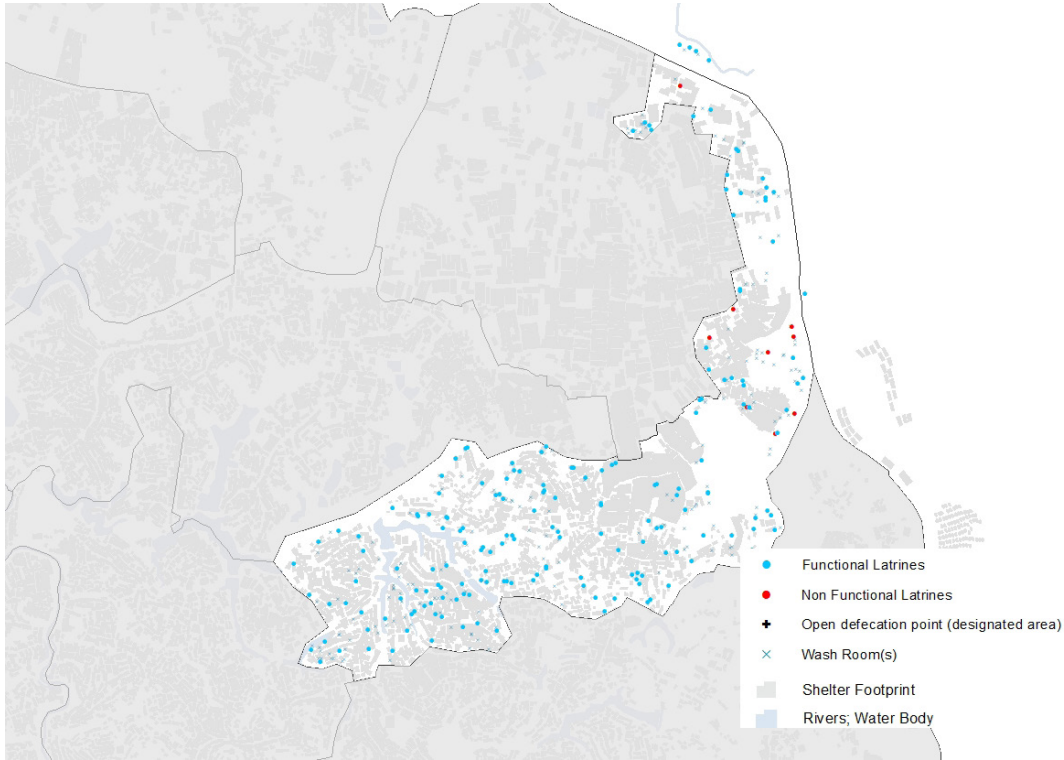 Functional Latrines
Non Functional Latrines
Open defecation point (designated area)
Wash Room(s)
Shelter Footprint
Rivers; Water Body